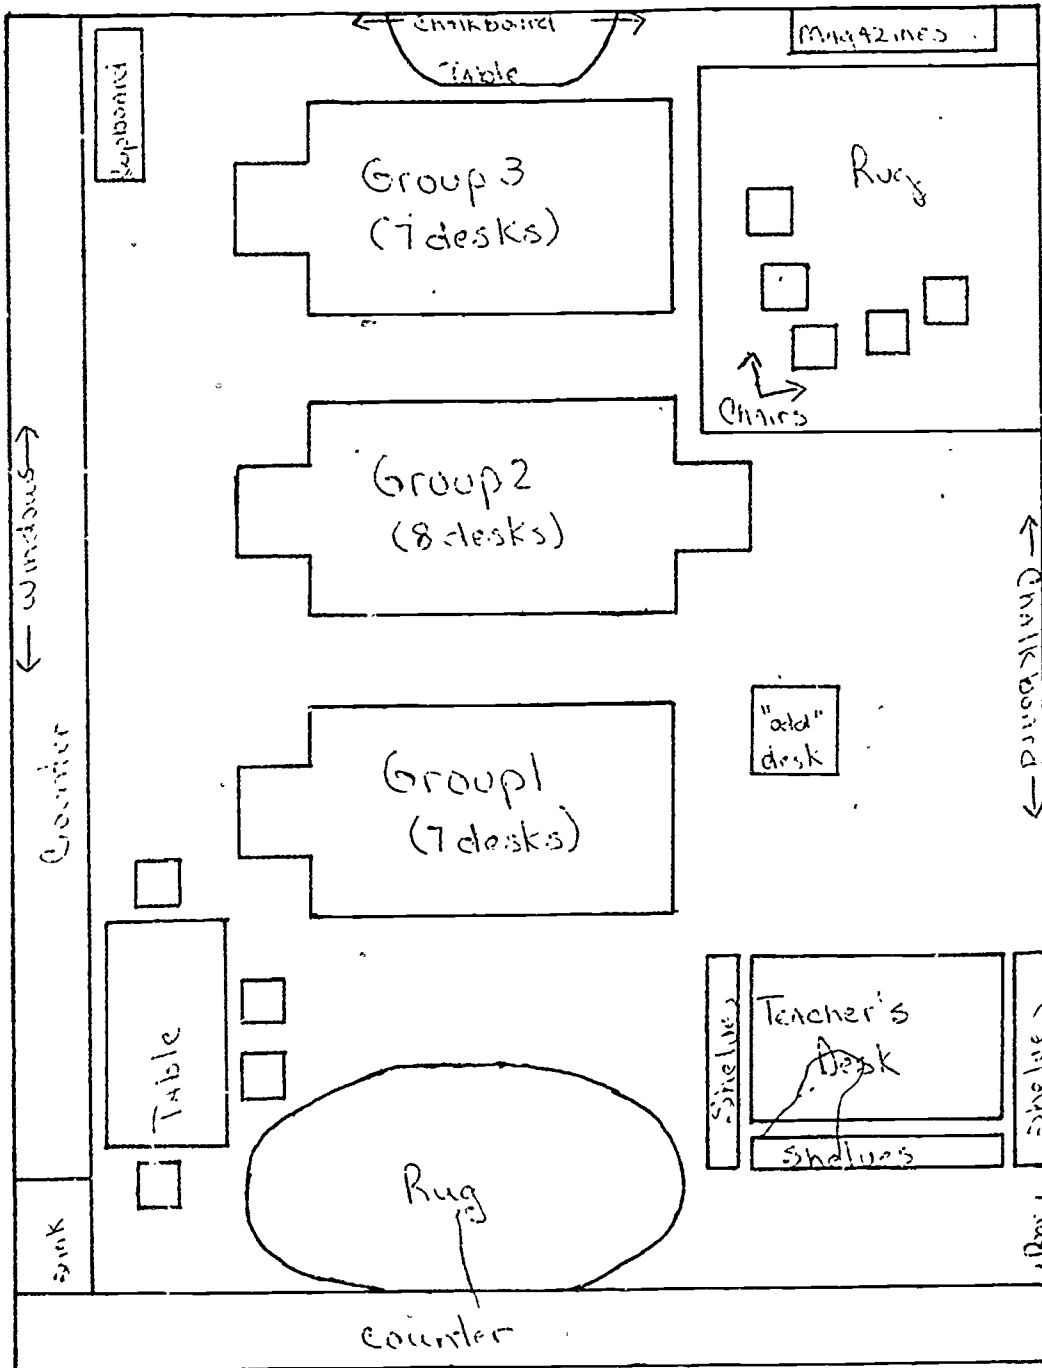 Chalkboard
Magazines
Table
Keyboard
Group 3
(7 desks)
Rug
Chairs
Group 2
(8 desks)
Windows
Chalkboard
"odd"
desk
Group 1
(7 desks)
Counter
Teacher's
Desk
Shelves
Shelves
Shelves
Table
Rug
Sink
Counter